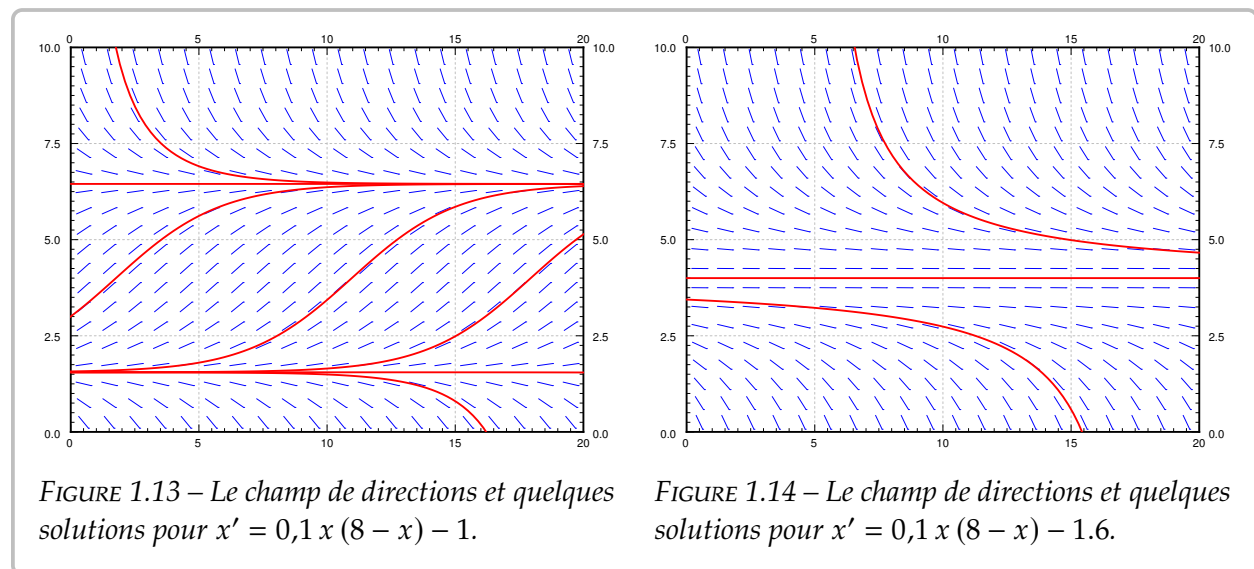 0 5 10 15 20
10.0 10.0
7.5 7.5
5.0 5.0
2.5 2.5
0.0 0.0
0 5 10 15 20
FIGURE 1.13 – Le champ de directions et quelques
solutions pour x′ = 0,1 x (8 − x) − 1.
0 5 10 15 20
10.0 10.0
7.5 7.5
5.0 5.0
2.5 2.5
0.0 0.0
0 5 10 15 20
FIGURE 1.14 – Le champ de directions et quelques
solutions pour x′ = 0,1 x (8 − x) − 1.6.